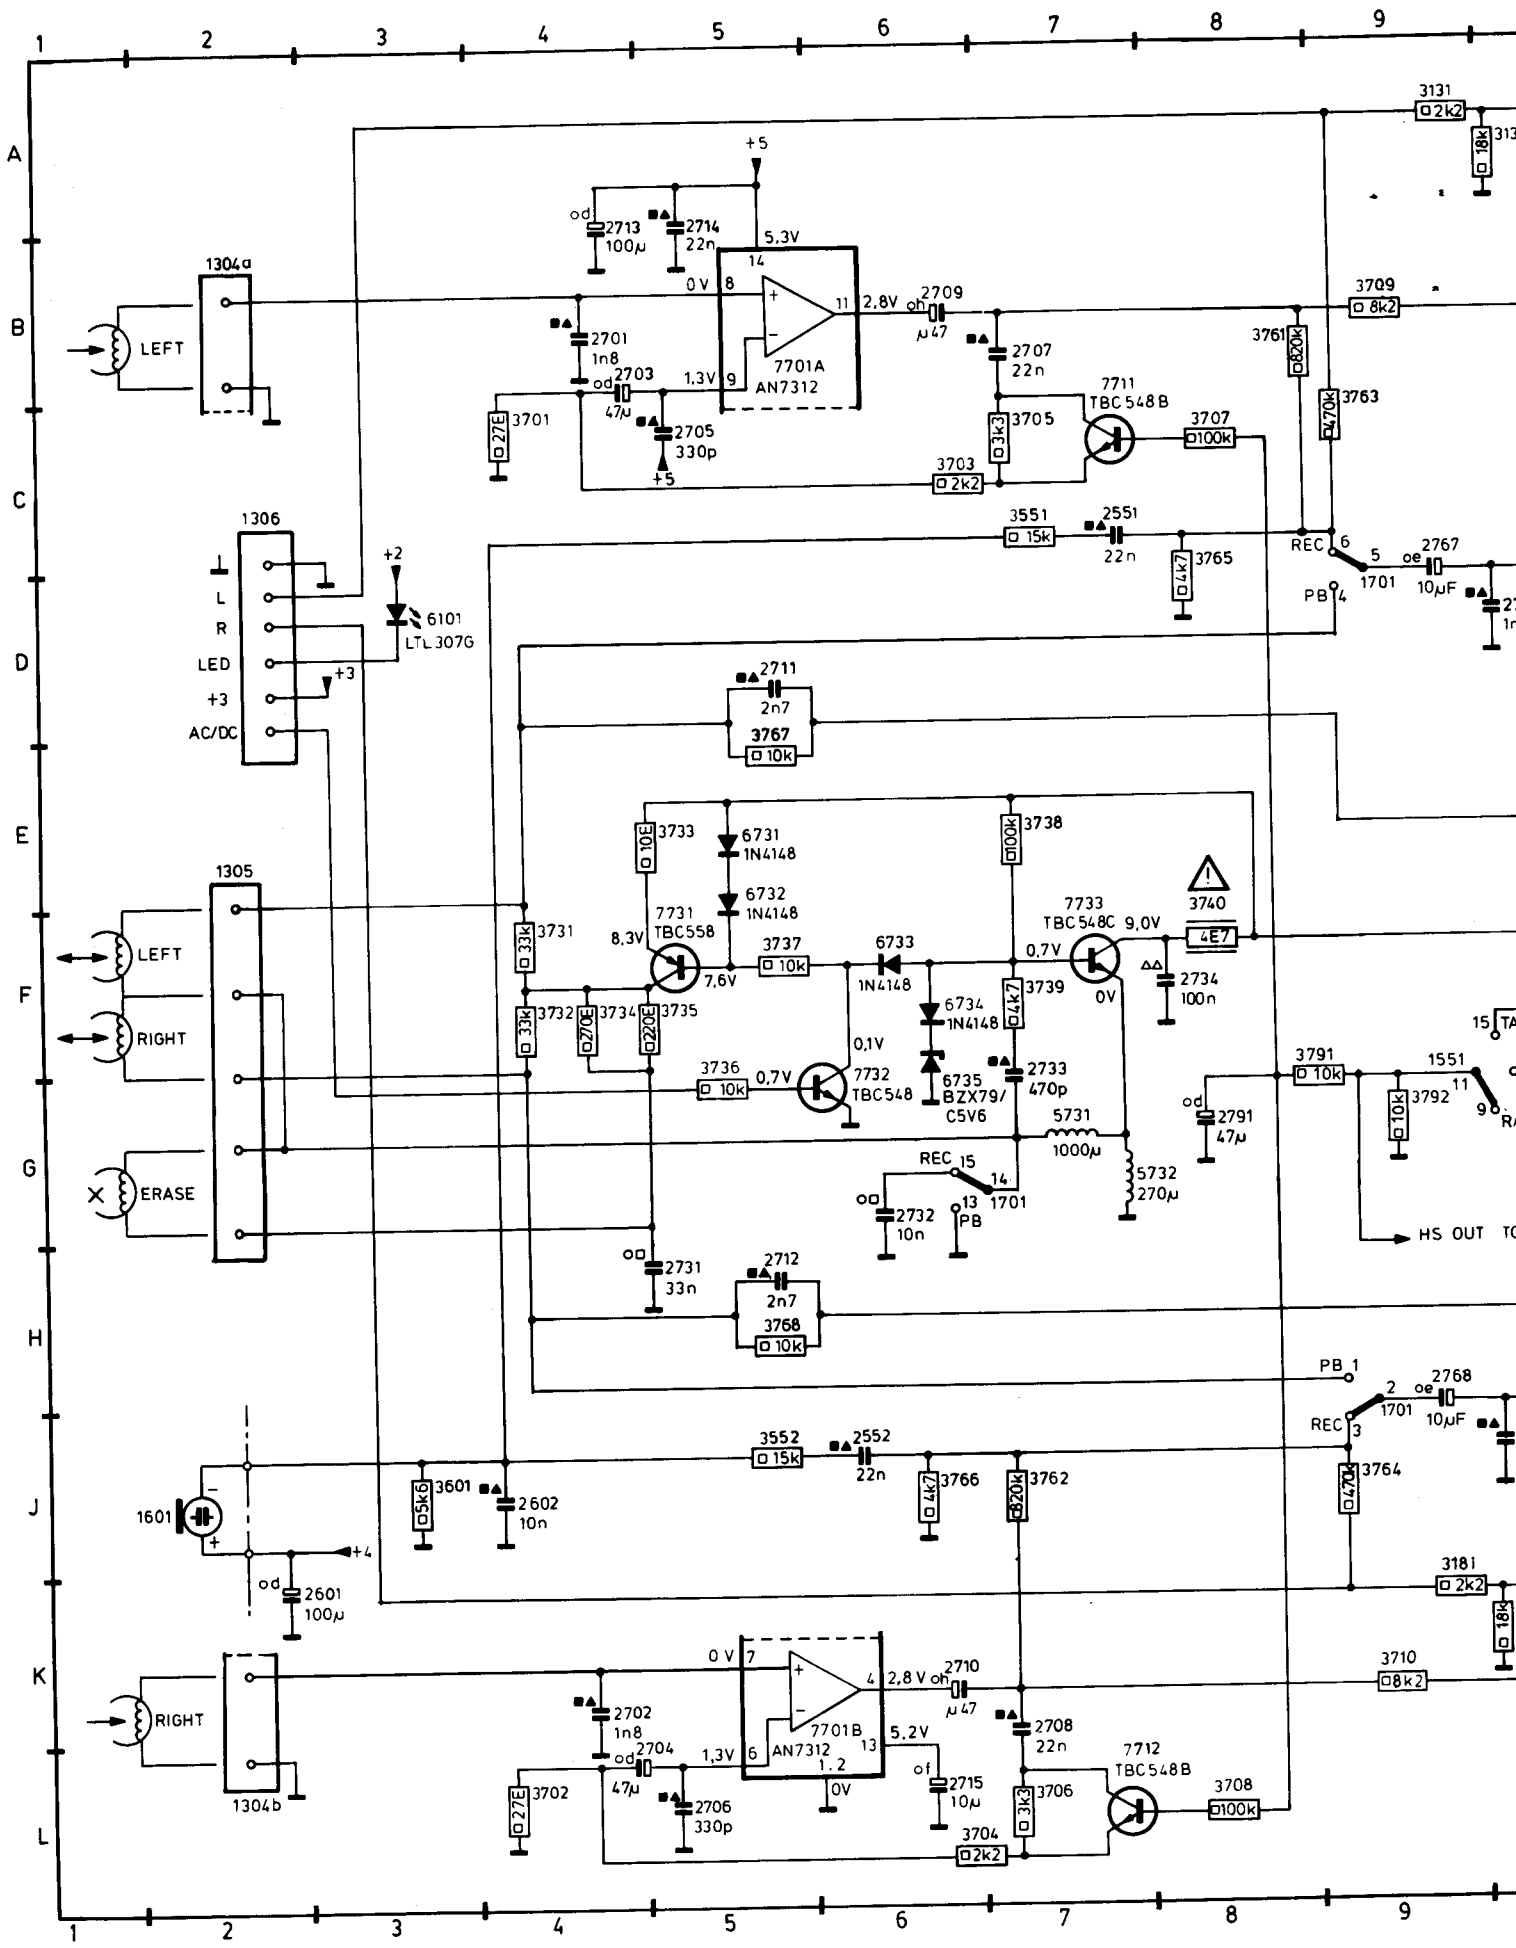 1 2 3 4 5 6 7 8 9
A
B
C
D
E
F
G
H
J
K
L
3131
2k2
18k
+5
od
2713
100µ
2714
22n
5,3V
14
1304a
0V 8
+
−
11
2,8V
oh
2709
µ47
3709
8k2
LEFT
2701
1n8
od
2703
47µ
1,3V 9
7701A
AN7312
2707
22n
3761
820k
7711
TBC548B
3763
470k
27E
3701
2705
330p
+5
3k3
3705
3707
100k
3703
2k2
1306
3551
15k
2551
22n
4k7
3765
REC 6
5
1701
oe
2767
10µF
PB 4
+2
L
R
LED
+3
AC/DC
+3
6101
LTL307G
2711
2n7
3767
10k
10E
3733
6731
1N4148
6732
1N4148
100k
3738
1305
3740
4E7
33k
3731
7731
TBC558
8,3V
7,6V
3737
10k
6733
1N4148
0,7V
7733
TBC548C
9,0V
0V
2734
100n
LEFT
RIGHT
33k
3732
270E
3734
220E
3735
6734
1N4148
4k7
3739
0,1V
3736
10k
0,7V
7732
TBC548
6735
BZX79/
C5V6
2733
470p
3791
10k
15
1551
11
9
10k
3792
od
2791
47µ
5731
1000µ
5732
270µ
ERASE
REC 15
14
1701
13
PB
2732
10n
HS OUT
2731
33n
2712
2n7
3768
10k
PB 1
2
1701
oe
2768
10µF
REC
3
3552
15k
2552
22n
4k7
3766
820k
3762
470k
3764
1601
−
+
5k6
3601
2602
10n
+4
od
2601
100µ
3181
2k2
18k
0V 7
+
−
4
2,8V
oh
2710
µ47
3710
8k2
RIGHT
2702
1n8
7701B
AN7312
5,2V
13
2708
22n
od
2704
47µ
1,3V 6
1.2
0V
of
2715
10µ
7712
TBC548B
1304b
27E
3702
2706
330p
3k3
3706
3708
100k
3704
2k2
1 2 3 4 5 6 7 8 9